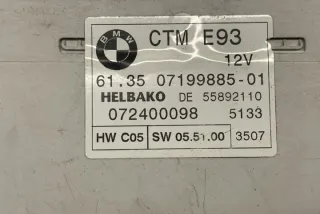 BMW CTM E93
12V
61.35 07199885-01
HELBAKO DE 55892110
072400098 5133
HW C05 SW 05.51.00 3507